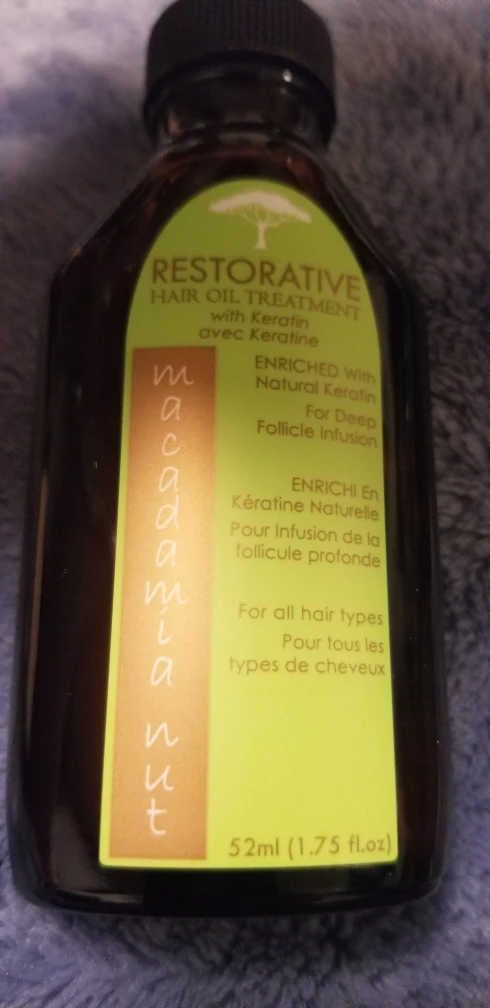 RESTORATIVE
HAIR OIL TREATMENT
with Keratin
avec Keratine
macadamia nut
ENRICHED With
Natural Keratin
For Deep
Follicle Infusion
ENRICHI En
Kératine Naturelle
Pour Infusion de la
follicule profonde
For all hair types
Pour tous les
types de cheveux
52ml (1.75 fl.oz)